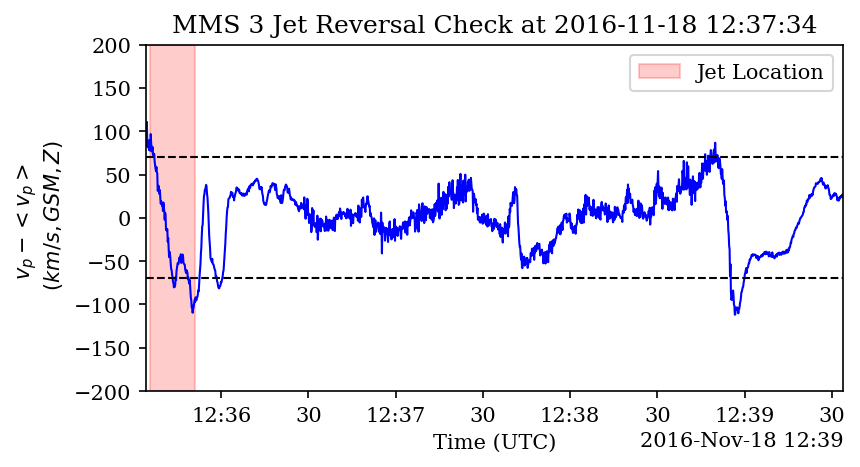 MMS 3 Jet Reversal Check at 2016-11-18 12:37:34
200
150
100
50
0
−50
−100
−150
−200
v_p − < v_p >
(km/s, GSM, Z)
Jet Location
12:36 30 12:37 30 12:38 30 12:39 30
Time (UTC)
2016-Nov-18 12:39